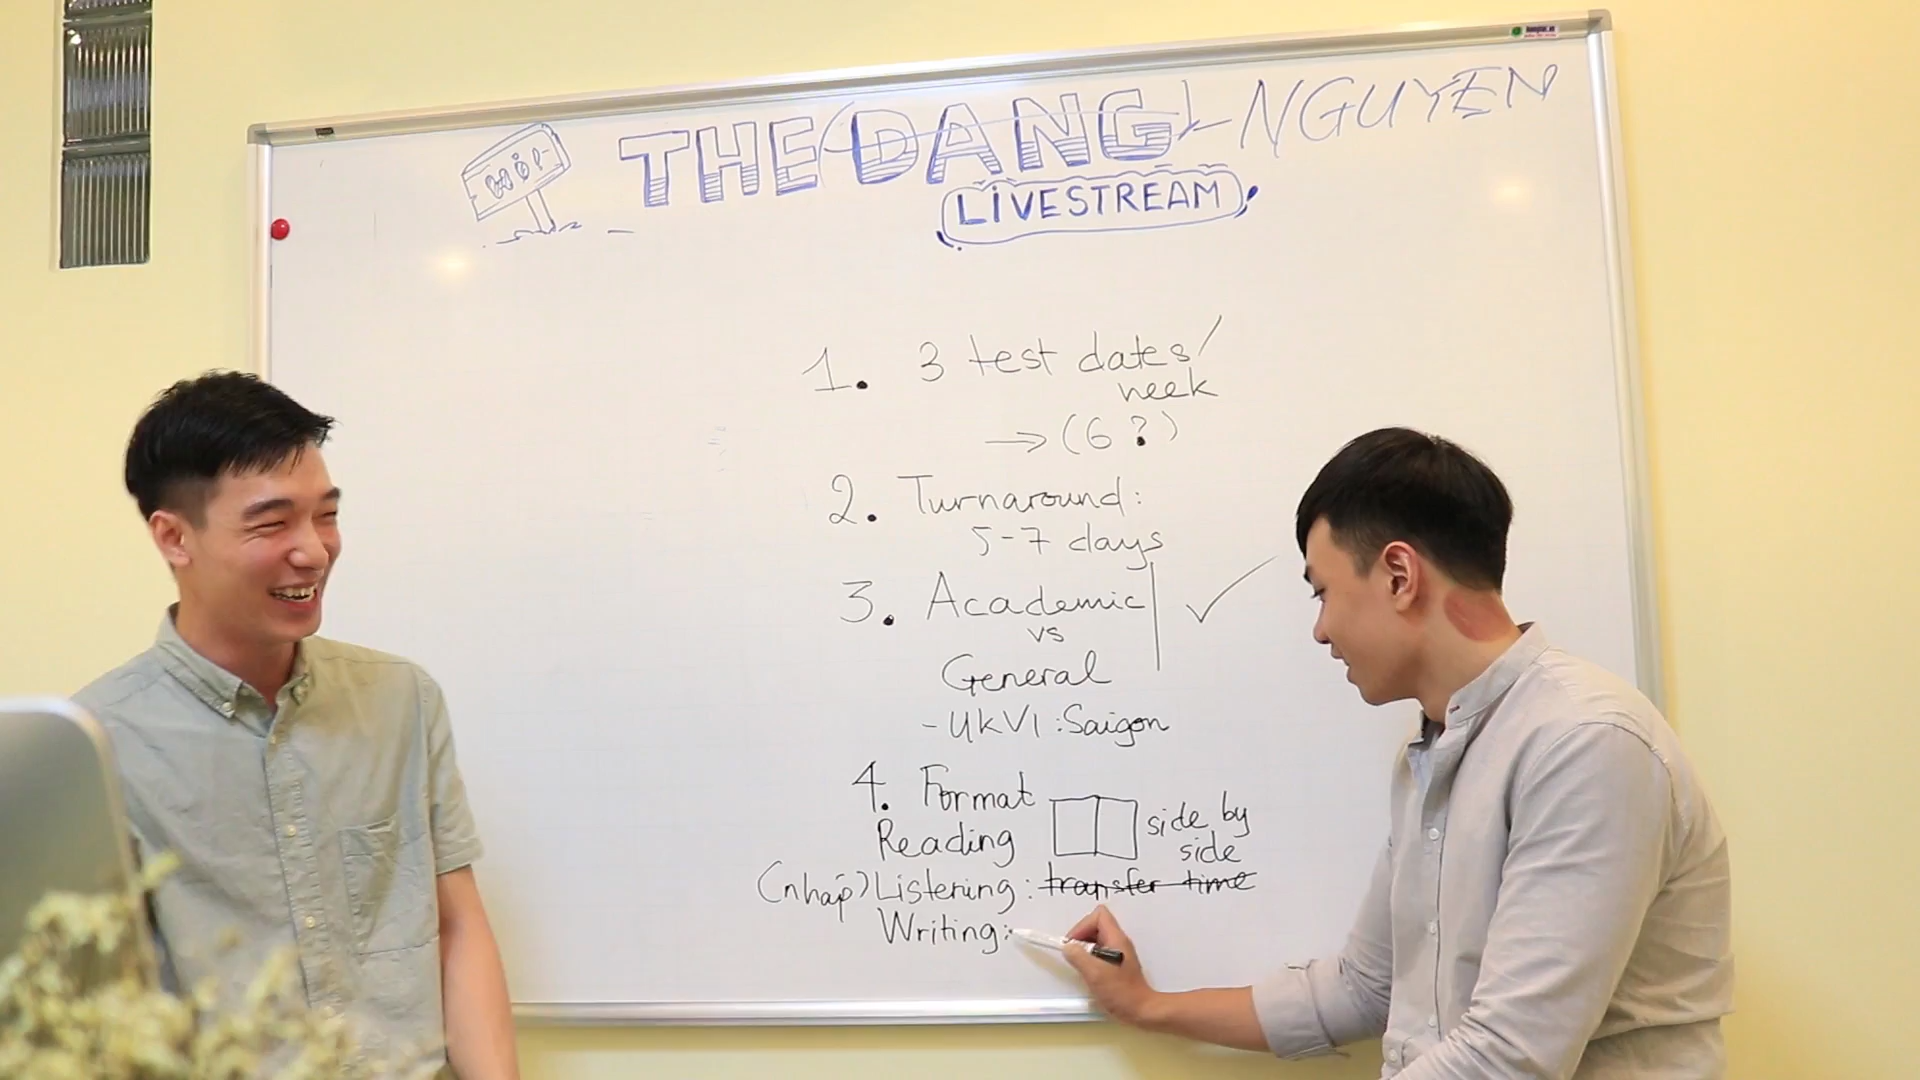 THE DANG - NGUYEN
LIVESTREAM
1. 3 test dates/
week
→ (6?)
2. Turnaround:
5-7 days
3. Academic
vs
General
- UKVI: Saigon
4. Format
Reading side by
side
(nháp) Listening: transfer time
Writing: